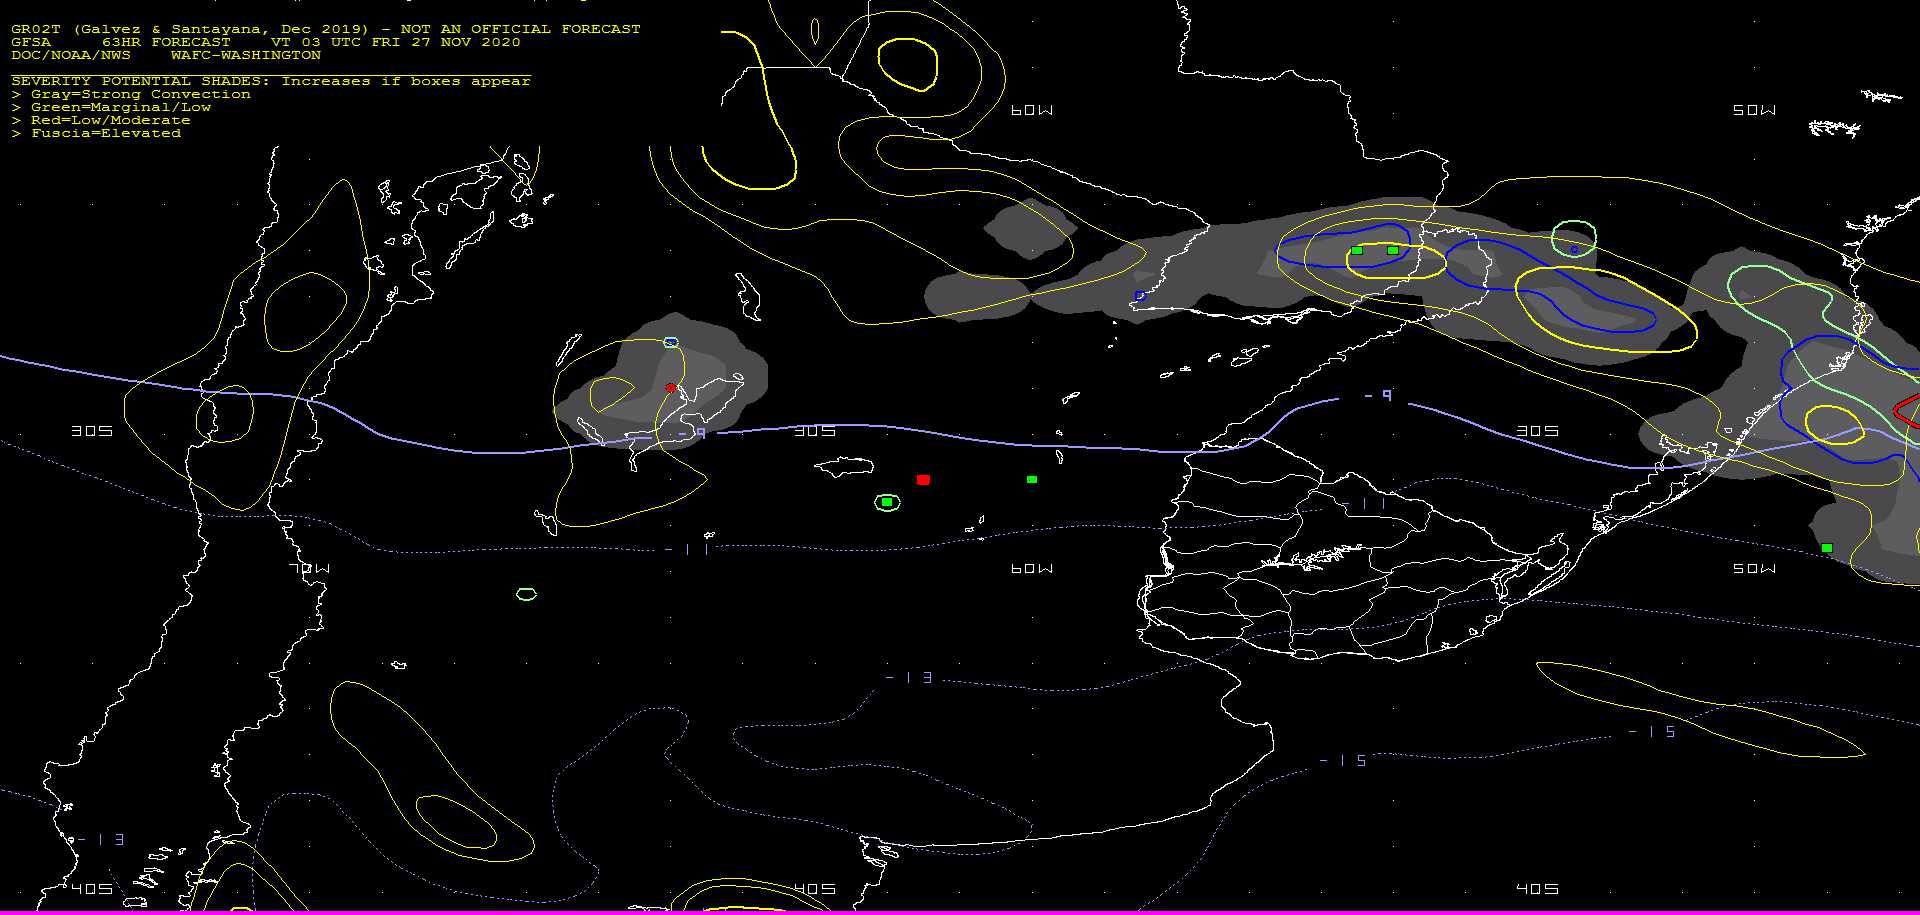 GR02T (Galvez & Santayana, Dec 2019) - NOT AN OFFICIAL FORECAST
GFSA 63HR FORECAST VT 03 UTC FRI 27 NOV 2020
DOC/NOAA/NWS WAFC-WASHINGTON
SEVERITY POTENTIAL SHADES: Increases if boxes appear
> Gray=Strong Convection
> Green=Marginal/Low
> Red=Low/Moderate
> Fuscia=Elevated
60W
50W
-9
30S
-9
30S
30S
-11
-11
70W
60W
50W
-13
-15
-15
-13
40S
40S
40S